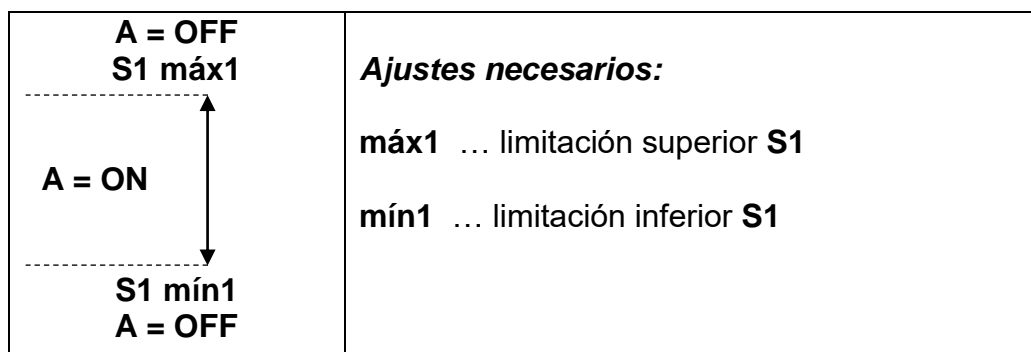 A = OFF
S1 máx1
A = ON
S1 mín1
A = OFF
Ajustes necesarios:
máx1 … limitación superior S1
mín1 … limitación inferior S1